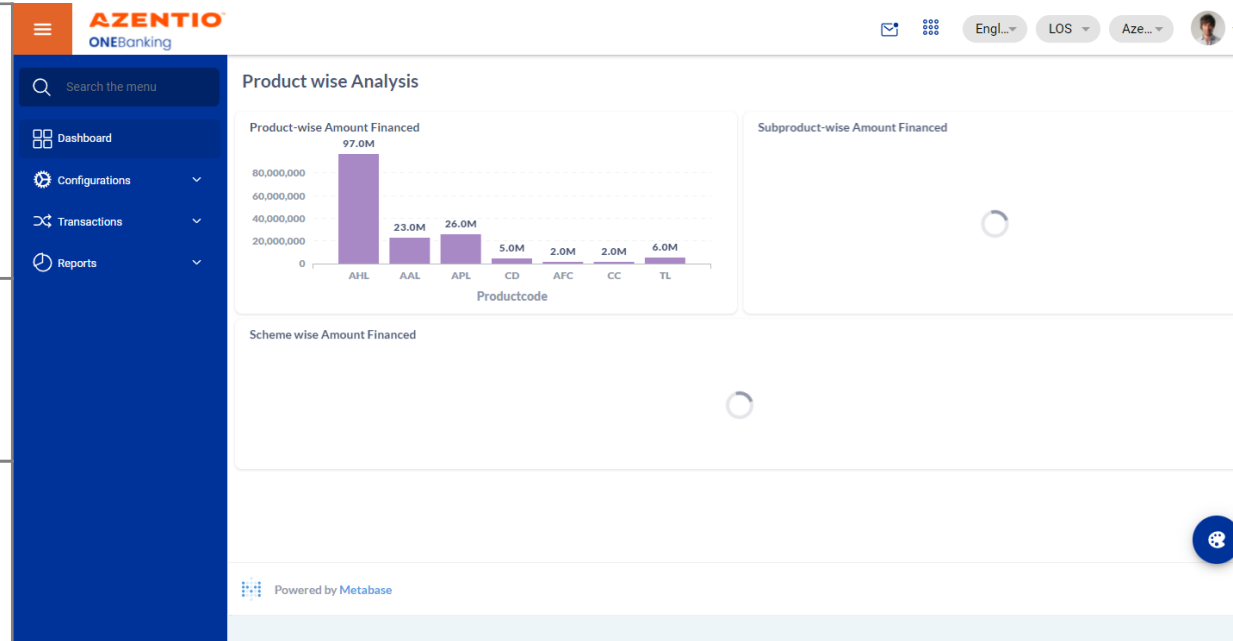 AZENTIO
ONEBanking
Engl...
LOS
Aze...
Search the menu
Dashboard
Configurations
Transactions
Reports
Product wise Analysis
Product-wise Amount Financed
97.0M
80,000,000
60,000,000
40,000,000
20,000,000
0
23.0M
26.0M
5.0M
2.0M
2.0M
6.0M
AHL AAL APL CD AFC CC TL
Productcode
Subproduct-wise Amount Financed
Scheme wise Amount Financed
Powered by Metabase